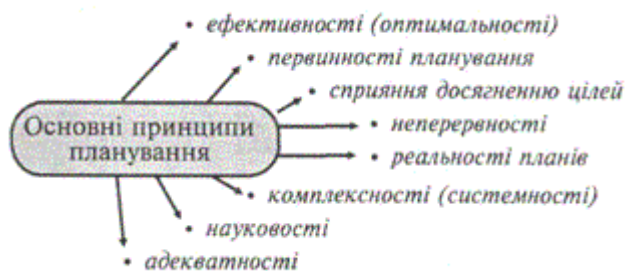 • ефективності (оптимальності)
• первинності планування
• сприяння досягненню цілей
Основні принципи
планування
• неперервності
• реальності планів
• комплексності (системності)
• науковості
• адекватності